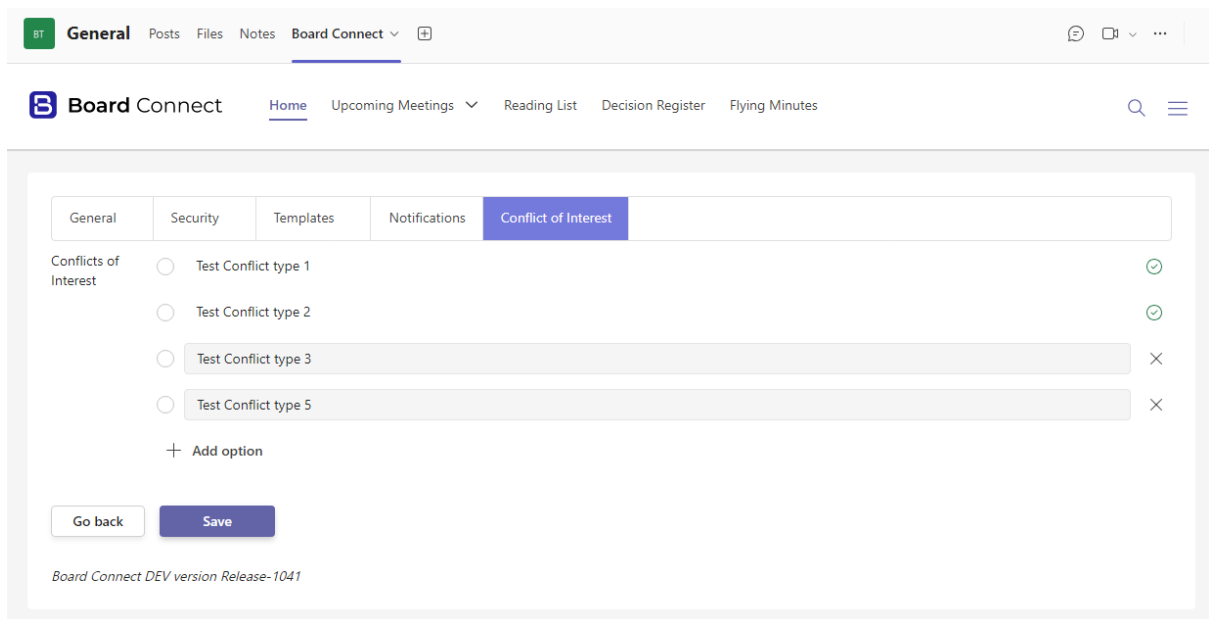 BT General Posts Files Notes Board Connect
B Board Connect Home Upcoming Meetings Reading List Decision Register Flying Minutes
General Security Templates Notifications Conflict of Interest
Conflicts of
Interest
Test Conflict type 1
Test Conflict type 2
Test Conflict type 3
Test Conflict type 5
Add option
Go back Save
Board Connect DEV version Release-1041